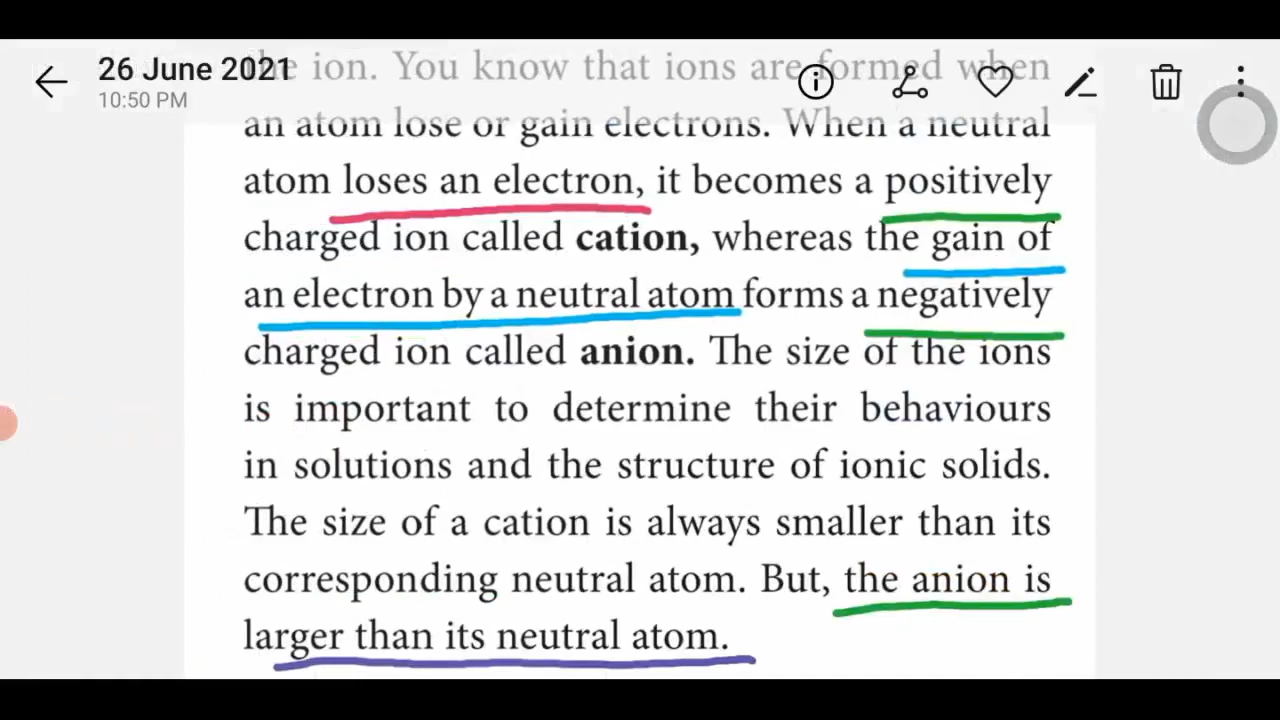 26 June 2021
10:50 PM
the ion. You know that ions are formed when
an atom lose or gain electrons. When a neutral
atom loses an electron, it becomes a positively
charged ion called cation, whereas the gain of
an electron by a neutral atom forms a negatively
charged ion called anion. The size of the ions
is important to determine their behaviours
in solutions and the structure of ionic solids.
The size of a cation is always smaller than its
corresponding neutral atom. But, the anion is
larger than its neutral atom.